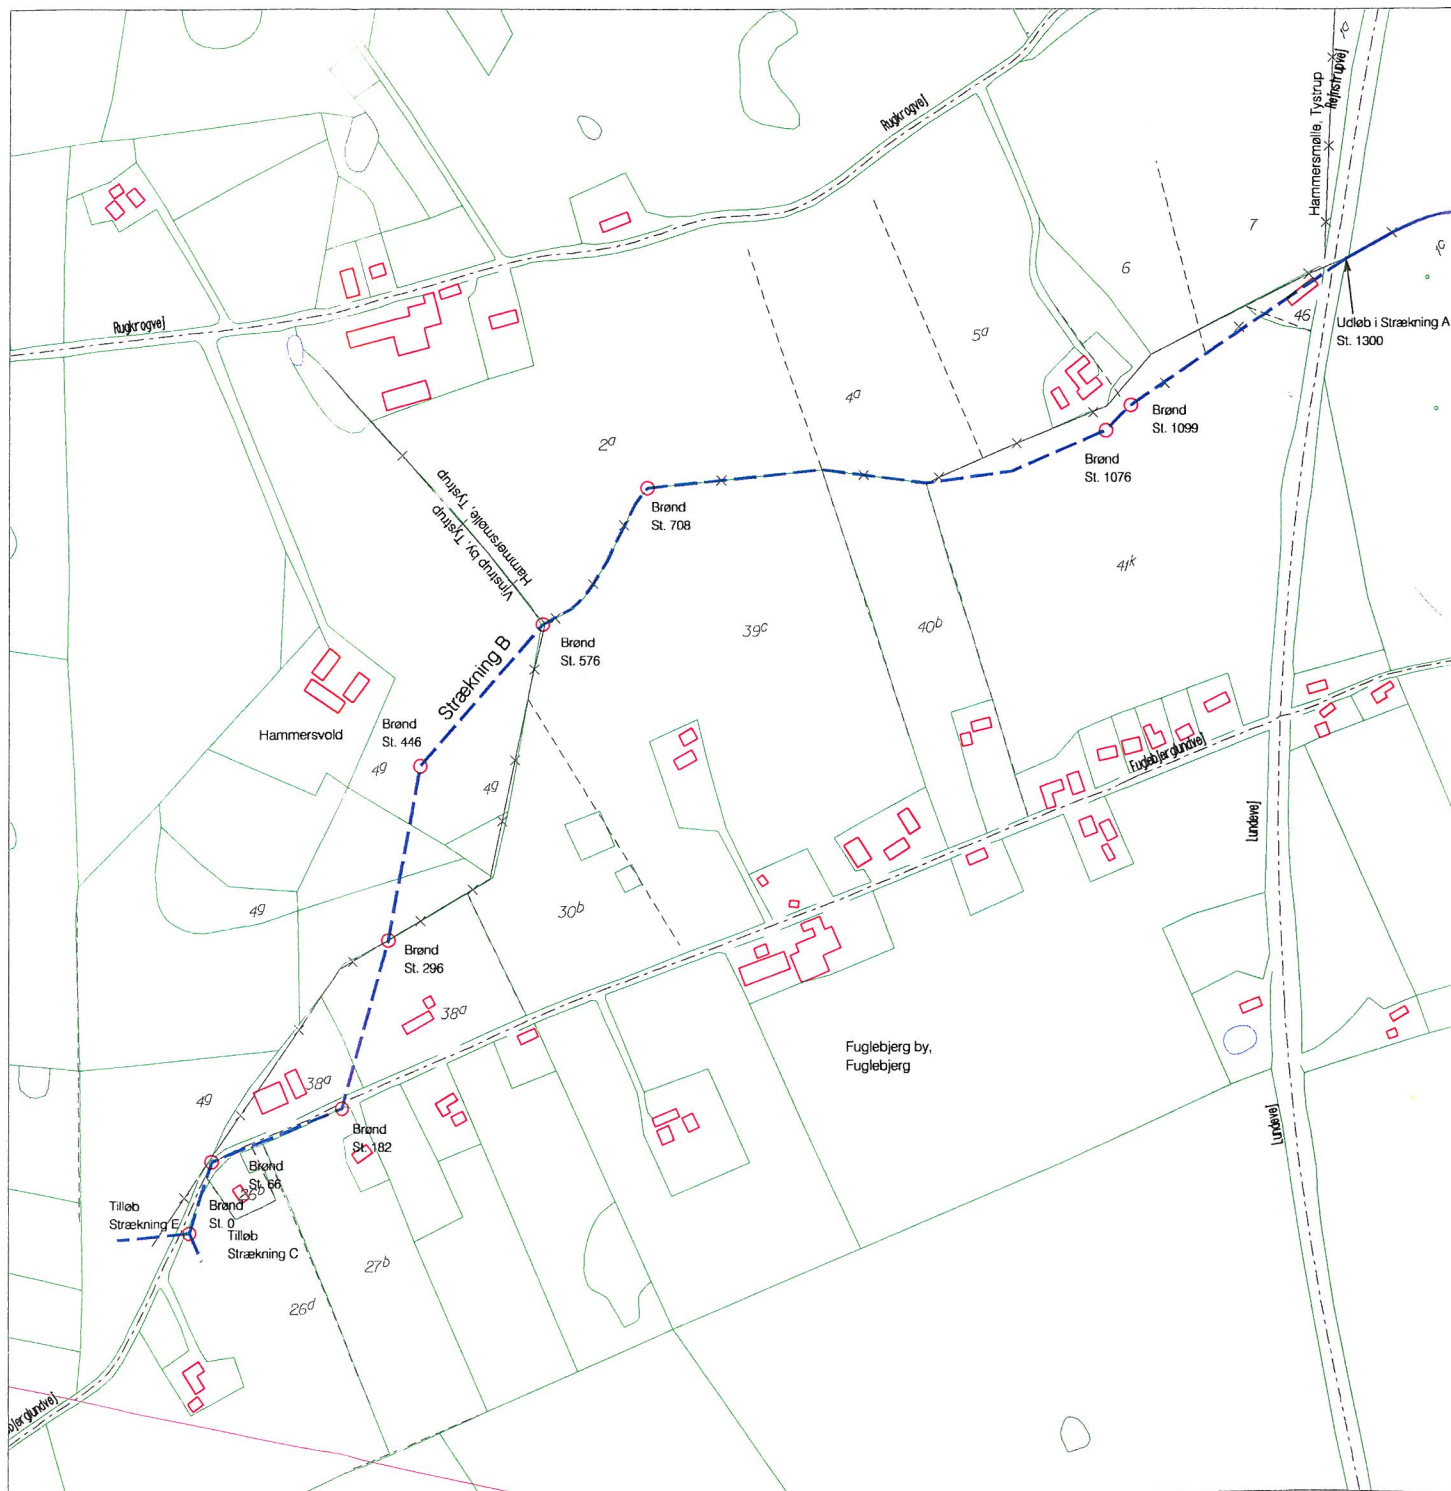 Rugkrogvej
Hammersmølle, Tystrup
Rejnstrupvej
7
6
1c
5a
46
Udløb i Strækning A
St. 1300
Rugkrogvej
4a
Brønd
St. 1099
2a
Brønd
St. 1076
Hammersmølle, Tystrup
Vinstrup by, Tystrup
Brønd
St. 708
41k
39c
40b
Brønd
St. 576
Strækning B
Hammersvold
Brønd
St. 446
4g
4g
Fuglebjerglundvej
Lundevej
4g
30b
Brønd
St. 296
38a
Fuglebjerg by,
Fuglebjerg
38a
4g
Brønd
St. 182
Lundevej
Brønd
St. 66
Tilløb
Strækning E
Brønd
St. 0
Tilløb
Strækning C
27b
26d